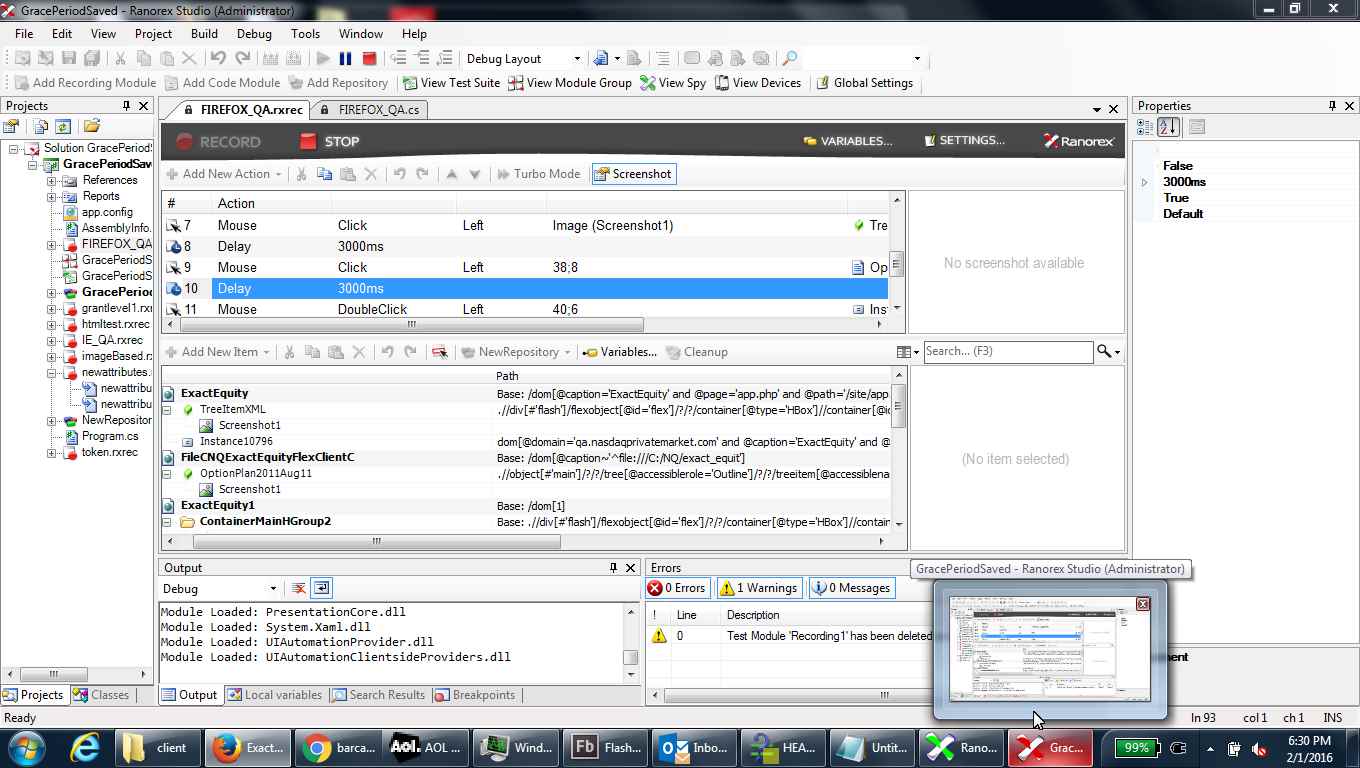 GracePeriodSaved - Ranorex Studio (Administrator)
File Edit View Project Build Debug Tools Window Help
Debug Layout
Add Recording Module Add Code Module Add Repository View Test Suite View Module Group View Spy View Devices Global Settings
Projects
FIREFOX_QA.rxrec FIREFOX_QA.cs
Properties
Solution GracePeriodS
GracePeriodSave
References
Reports
app.config
AssemblyInfo.
FIREFOX_QA
GracePeriodS
GracePeriodS
GracePeriod
grantlevel1.rxr
htmltest.rxrec
IE_QA.rxrec
imageBased.rx
newattributes.
newattribu
newattribu
NewRepositor
Program.cs
token.rxrec
RECORD STOP VARIABLES... SETTINGS... Ranorex
Add New Action Turbo Mode Screenshot
# Action
7 Mouse Click Left Image (Screenshot1) Tre
8 Delay 3000ms
9 Mouse Click Left 38;8 Op
10 Delay 3000ms
11 Mouse DoubleClick Left 40;6 Ins
No screenshot available
False
3000ms
True
Default
Add New Item NewRepository Variables... Cleanup Search... (F3)
Path
ExactEquity Base: /dom[@caption='ExactEquity' and @page='app.php' and @path='/site/app
TreeItemXML .//div[#'flash']/flexobject[@id='flex']/?/?/container[@type='HBox']//container[@id
Screenshot1
Instance10796 dom[@domain='qa.nasdaqprivatemarket.com' and @caption='ExactEquity' and @
FileCNQExactEquityFlexClientC Base: /dom[@caption~'^file:///C:/NQ/exact_equit']
OptionPlan2011Aug11 .//object[#'main']/?/?/tree[@accessiblerole='Outline']/?/?/treeitem[@accessiblena
Screenshot1
ExactEquity1 Base: /dom[1]
ContainerMainHGroup2 Base: .//div[#'flash']/flexobject[@id='flex']/?/?/container[@type='HBox']//contain
(No item selected)
Output
Debug
Module Loaded: PresentationCore.dll
Module Loaded: System.Xaml.dll
Module Loaded: UIAutomationProvider.dll
Module Loaded: UIAutomationClientsideProviders.dll
Errors
0 Errors 1 Warnings 0 Messages
! Line Description
0 Test Module 'Recording1' has been deleted
GracePeriodSaved - Ranorex Studio (Administrator)
ment
Projects Classes
Output Local variables Search Results Breakpoints
Ready ln 93 col 1 ch 1 INS
client Exact... barca... AOL ... Wind... Flash... Inbo... HEA... Untit... Rano... Grac... 99% 6:30 PM
2/1/2016